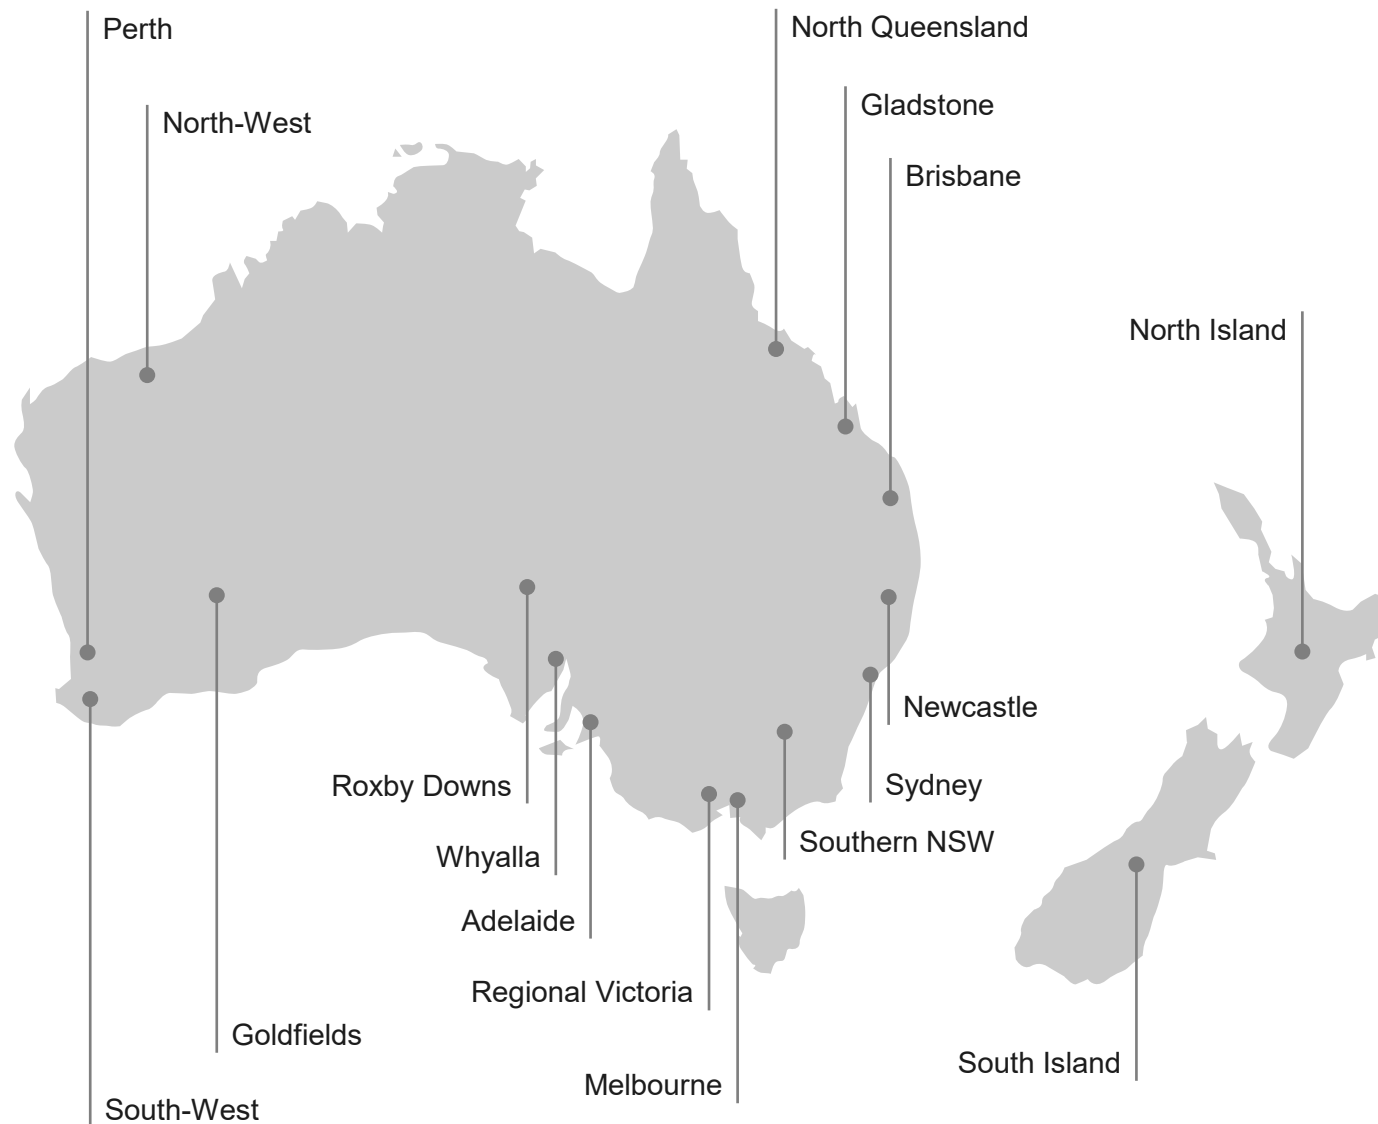 Perth
North Queensland
Gladstone
North-West
Brisbane
North Island
Newcastle
Roxby Downs
Sydney
Southern NSW
Whyalla
Adelaide
Regional Victoria
Goldfields
South Island
Melbourne
South-West